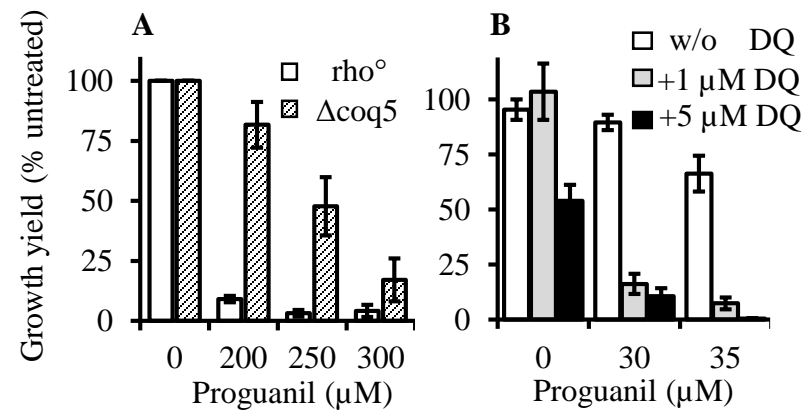 A
B
rho°
Δcoq5
w/o DQ
+1 µM DQ
+5 µM DQ
Growth yield (% untreated)
100
75
50
25
0
100
75
50
25
0
0 200 250 300
0 30 35
Proguanil (µM)
Proguanil (µM)